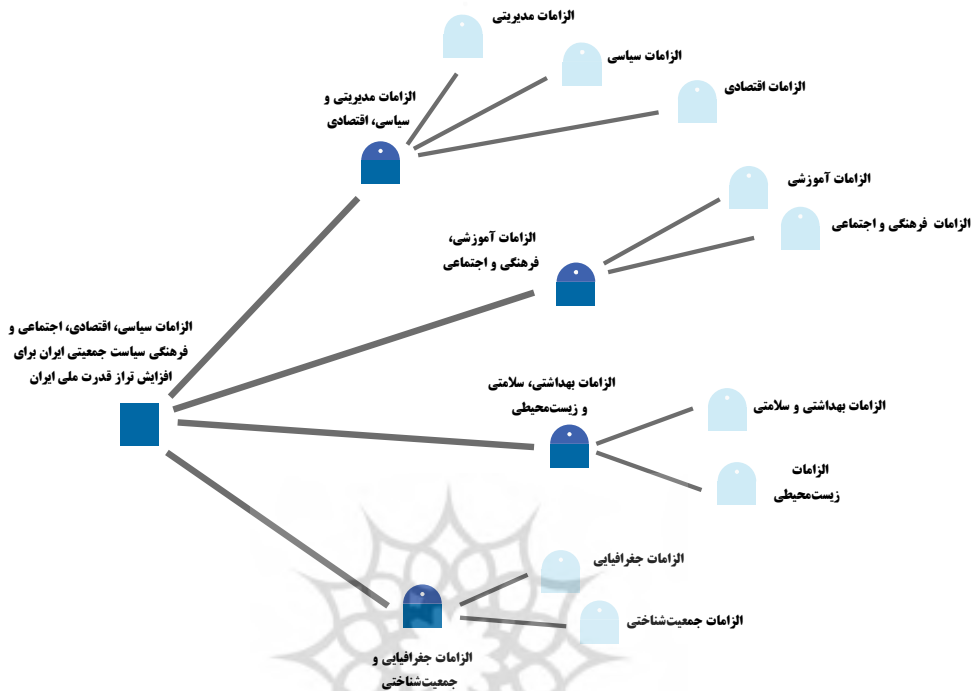 الزامات مدیریتی
الزامات سیاسی
الزامات اقتصادی
الزامات مدیریتی و
سیاسی، اقتصادی
الزامات آموزشی
الزامات فرهنگی و اجتماعی
الزامات آموزشی،
فرهنگی و اجتماعی
الزامات سیاسی، اقتصادی، اجتماعی و
فرهنگی سیاست جمعیتی ایران برای
افزایش تراز قدرت ملی ایران
الزامات بهداشتی، سلامتی
و زیست‌محیطی
الزامات بهداشتی و سلامتی
الزامات
زیست‌محیطی
الزامات جغرافیایی
الزامات جمعیت‌شناختی
الزامات جغرافیایی و
جمعیت‌شناختی